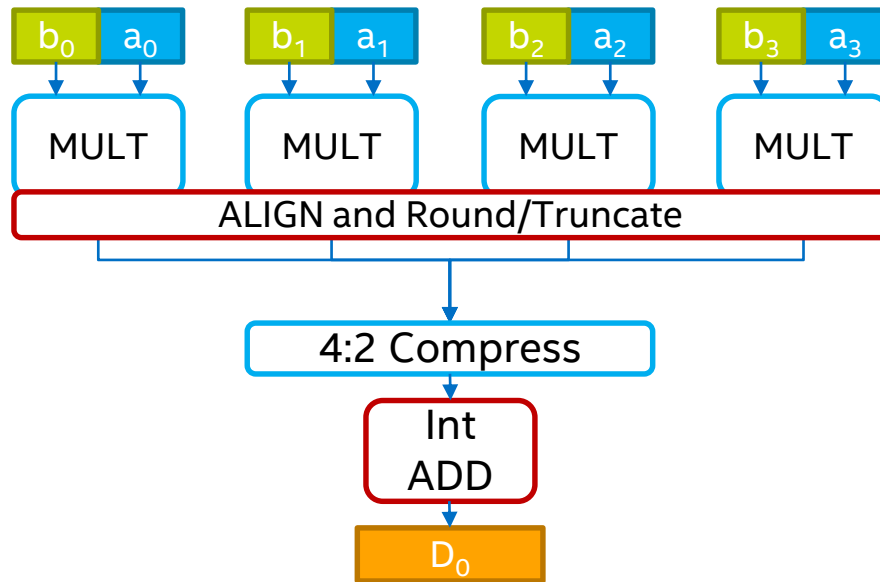 b₀ a₀ b₁ a₁ b₂ a₂ b₃ a₃
MULT MULT MULT MULT
ALIGN and Round/Truncate
4:2 Compress
Int
ADD
D₀